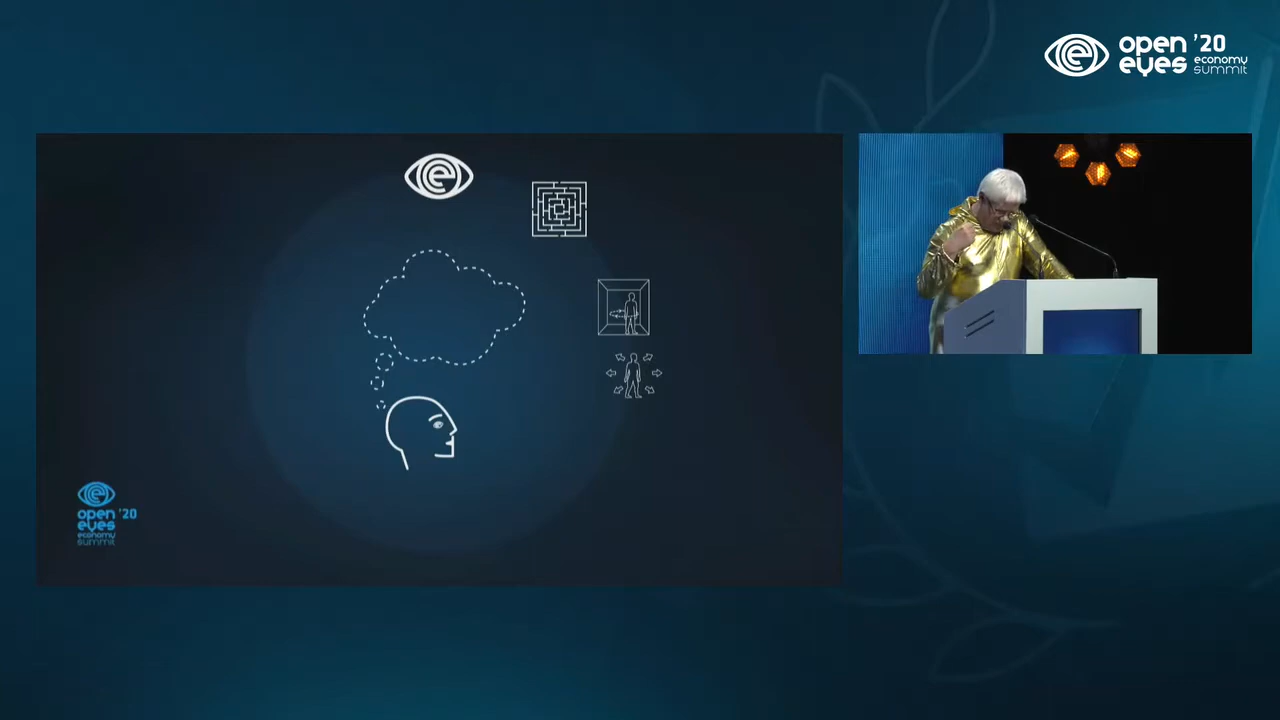 open '20
eyes economy
summit
open '20
eyes
economy
summit